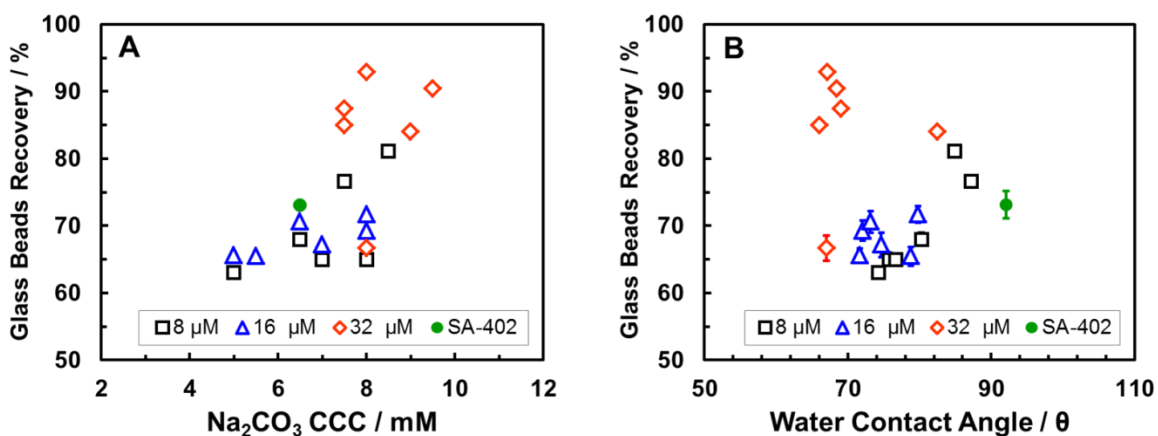 A
Glass Beads Recovery / %
100
90
80
70
60
50
2
4
6
8
10
12
Na₂CO₃ CCC / mM
8 μM
16 μM
32 μM
SA-402
B
Glass Beads Recovery / %
100
90
80
70
60
50
50
70
90
110
Water Contact Angle / θ
8 μM
16 μM
32 μM
SA-402